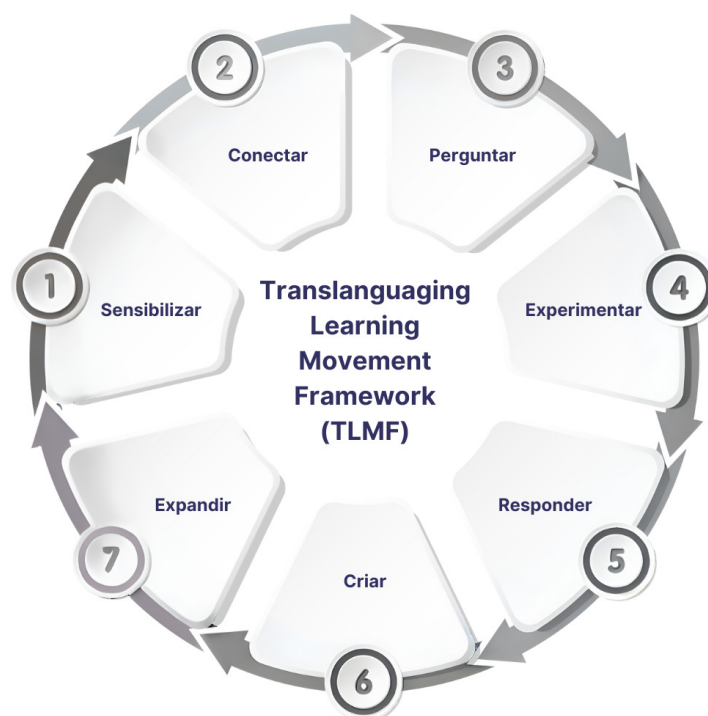 1
Sensibilizar
2
Conectar
3
Perguntar
4
Experimentar
5
Responder
6
Criar
7
Expandir
Translanguaging
Learning
Movement
Framework
(TLMF)